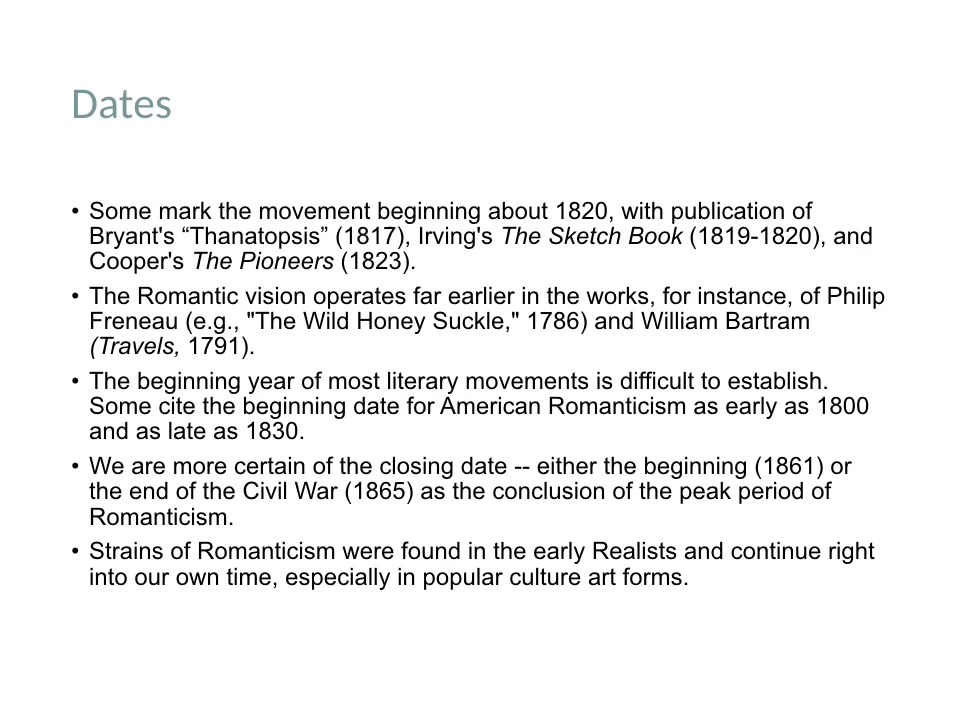 Dates
• Some mark the movement beginning about 1820, with publication of
Bryant's “Thanatopsis” (1817), Irving's The Sketch Book (1819-1820), and
Cooper's The Pioneers (1823).
• The Romantic vision operates far earlier in the works, for instance, of Philip
Freneau (e.g., "The Wild Honey Suckle," 1786) and William Bartram
(Travels, 1791).
• The beginning year of most literary movements is difficult to establish.
Some cite the beginning date for American Romanticism as early as 1800
and as late as 1830.
• We are more certain of the closing date -- either the beginning (1861) or
the end of the Civil War (1865) as the conclusion of the peak period of
Romanticism.
• Strains of Romanticism were found in the early Realists and continue right
into our own time, especially in popular culture art forms.